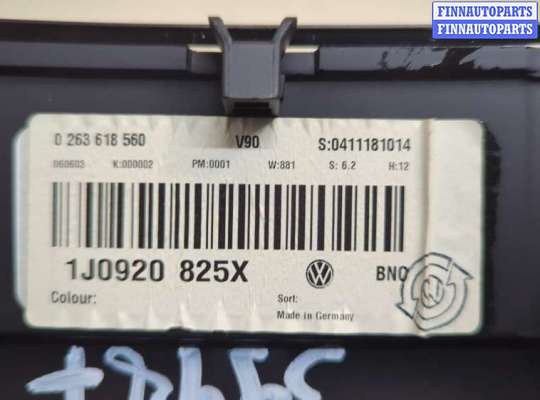 FINNAUTOPARTS
FINNAUTOPARTS
0 263 618 560 V90 S:0411181014
060603 K:000002 PM:0001 W:881 S: 6.2 H:12
1J0920 825X BNQ
Colour: Sort:
Made in Germany